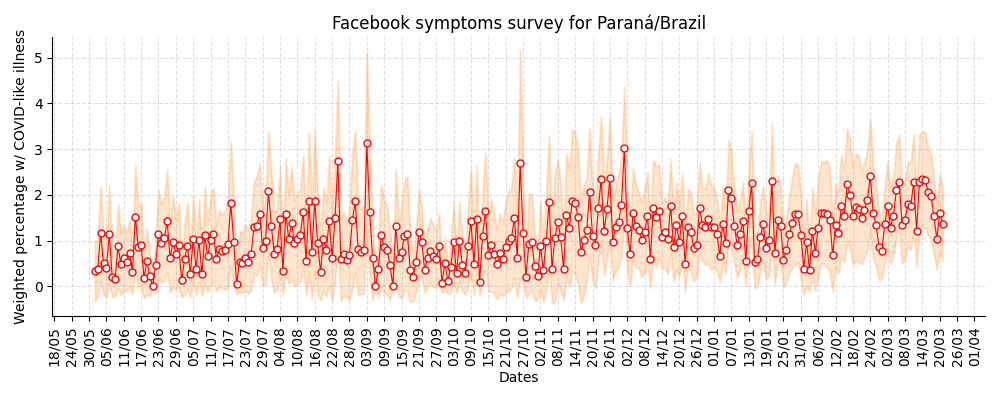 Facebook symptoms survey for Paraná/Brazil
Weighted percentage w/ COVID-like illness
5
4
3
2
1
0
18/05 24/05 30/05 05/06 11/06 17/06 23/06 29/06 05/07 11/07 17/07 23/07 29/07 04/08 10/08 16/08 22/08 28/08 03/09 09/09 15/09 21/09 27/09 03/10 09/10 15/10 21/10 27/10 02/11 08/11 14/11 20/11 26/11 02/12 08/12 14/12 20/12 26/12 01/01 07/01 13/01 19/01 25/01 31/01 06/02 12/02 18/02 24/02 02/03 08/03 14/03 20/03 26/03 01/04
Dates